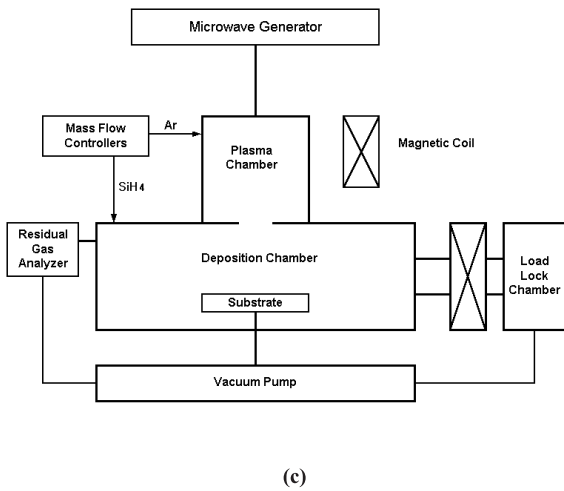 Microwave Generator
Mass Flow
Controllers
Ar
SiH4
Plasma
Chamber
Magnetic Coil
Residual
Gas
Analyzer
Deposition Chamber
Substrate
Load
Lock
Chamber
Vacuum Pump
(c)